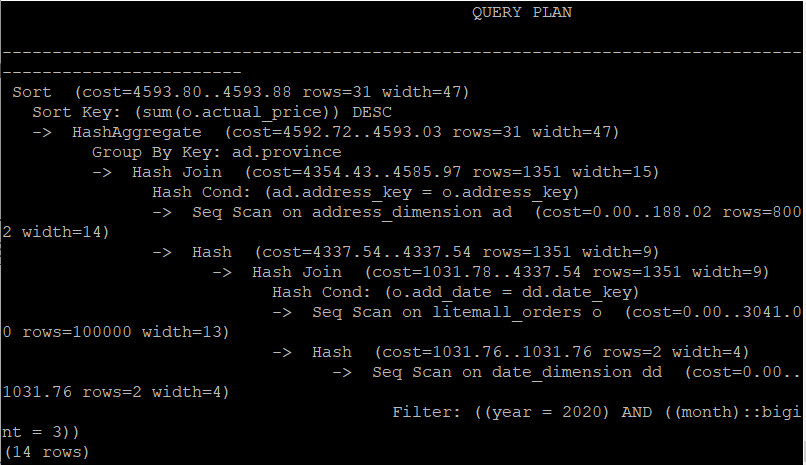 QUERY PLAN
--------------------------------------------------------------------------------
------------------------
Sort  (cost=4593.80..4593.88 rows=31 width=47)
  Sort Key: (sum(o.actual_price)) DESC
  ->  HashAggregate  (cost=4592.72..4593.03 rows=31 width=47)
        Group By Key: ad.province
        ->  Hash Join  (cost=4354.43..4585.97 rows=1351 width=15)
              Hash Cond: (ad.address_key = o.address_key)
              ->  Seq Scan on address_dimension ad  (cost=0.00..188.02 rows=800
2 width=14)
              ->  Hash  (cost=4337.54..4337.54 rows=1351 width=9)
                    ->  Hash Join  (cost=1031.78..4337.54 rows=1351 width=9)
                          Hash Cond: (o.add_date = dd.date_key)
                          ->  Seq Scan on litemall_orders o  (cost=0.00..3041.0
0 rows=100000 width=13)
                          ->  Hash  (cost=1031.76..1031.76 rows=2 width=4)
                                ->  Seq Scan on date_dimension dd  (cost=0.00..
1031.76 rows=2 width=4)
                                      Filter: ((year = 2020) AND ((month)::bigi
nt = 3))
(14 rows)